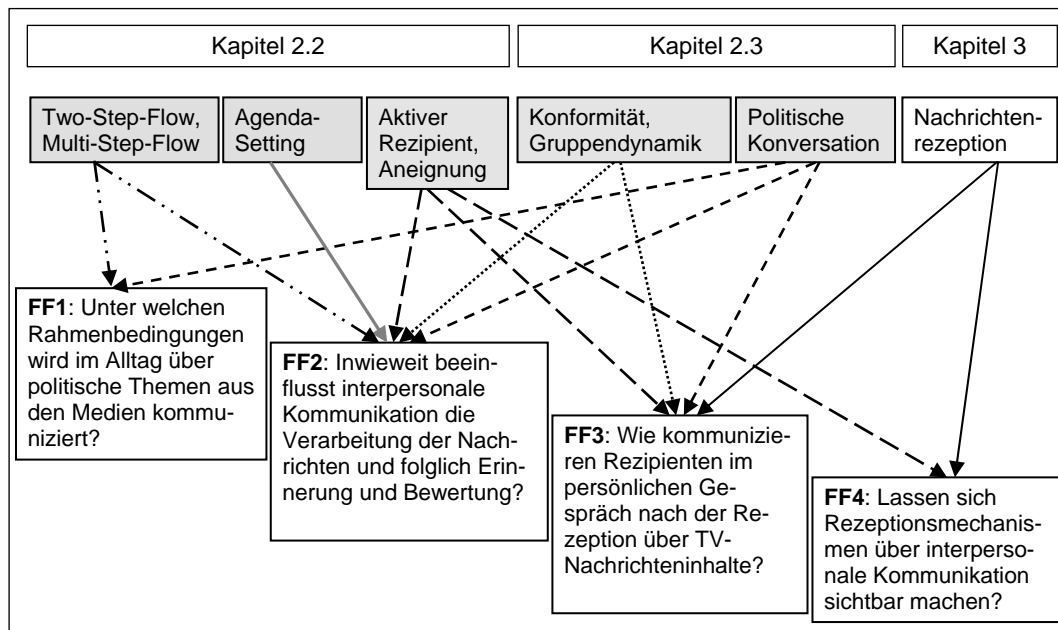 Kapitel 2.2
Kapitel 2.3
Kapitel 3
Two-Step-Flow,
Multi-Step-Flow
Agenda-
Setting
Aktiver
Rezipient,
Aneignung
Konformität,
Gruppendynamik
Politische
Konversation
Nachrichten-
rezeption
FF1: Unter welchen
Rahmenbedingungen
wird im Alltag über
politische Themen aus
den Medien kommu-
niziert?
FF2: Inwieweit beein-
flusst interpersonale
Kommunikation die
Verarbeitung der Nach-
richten und folglich Erin-
nerung und Bewertung?
FF3: Wie kommunizie-
ren Rezipienten im
persönlichen Ge-
spräch nach der Re-
zeption über TV-
Nachrichteninhalte?
FF4: Lassen sich
Rezeptionsmechanis-
men über interperso-
nale Kommunikation
sichtbar machen?